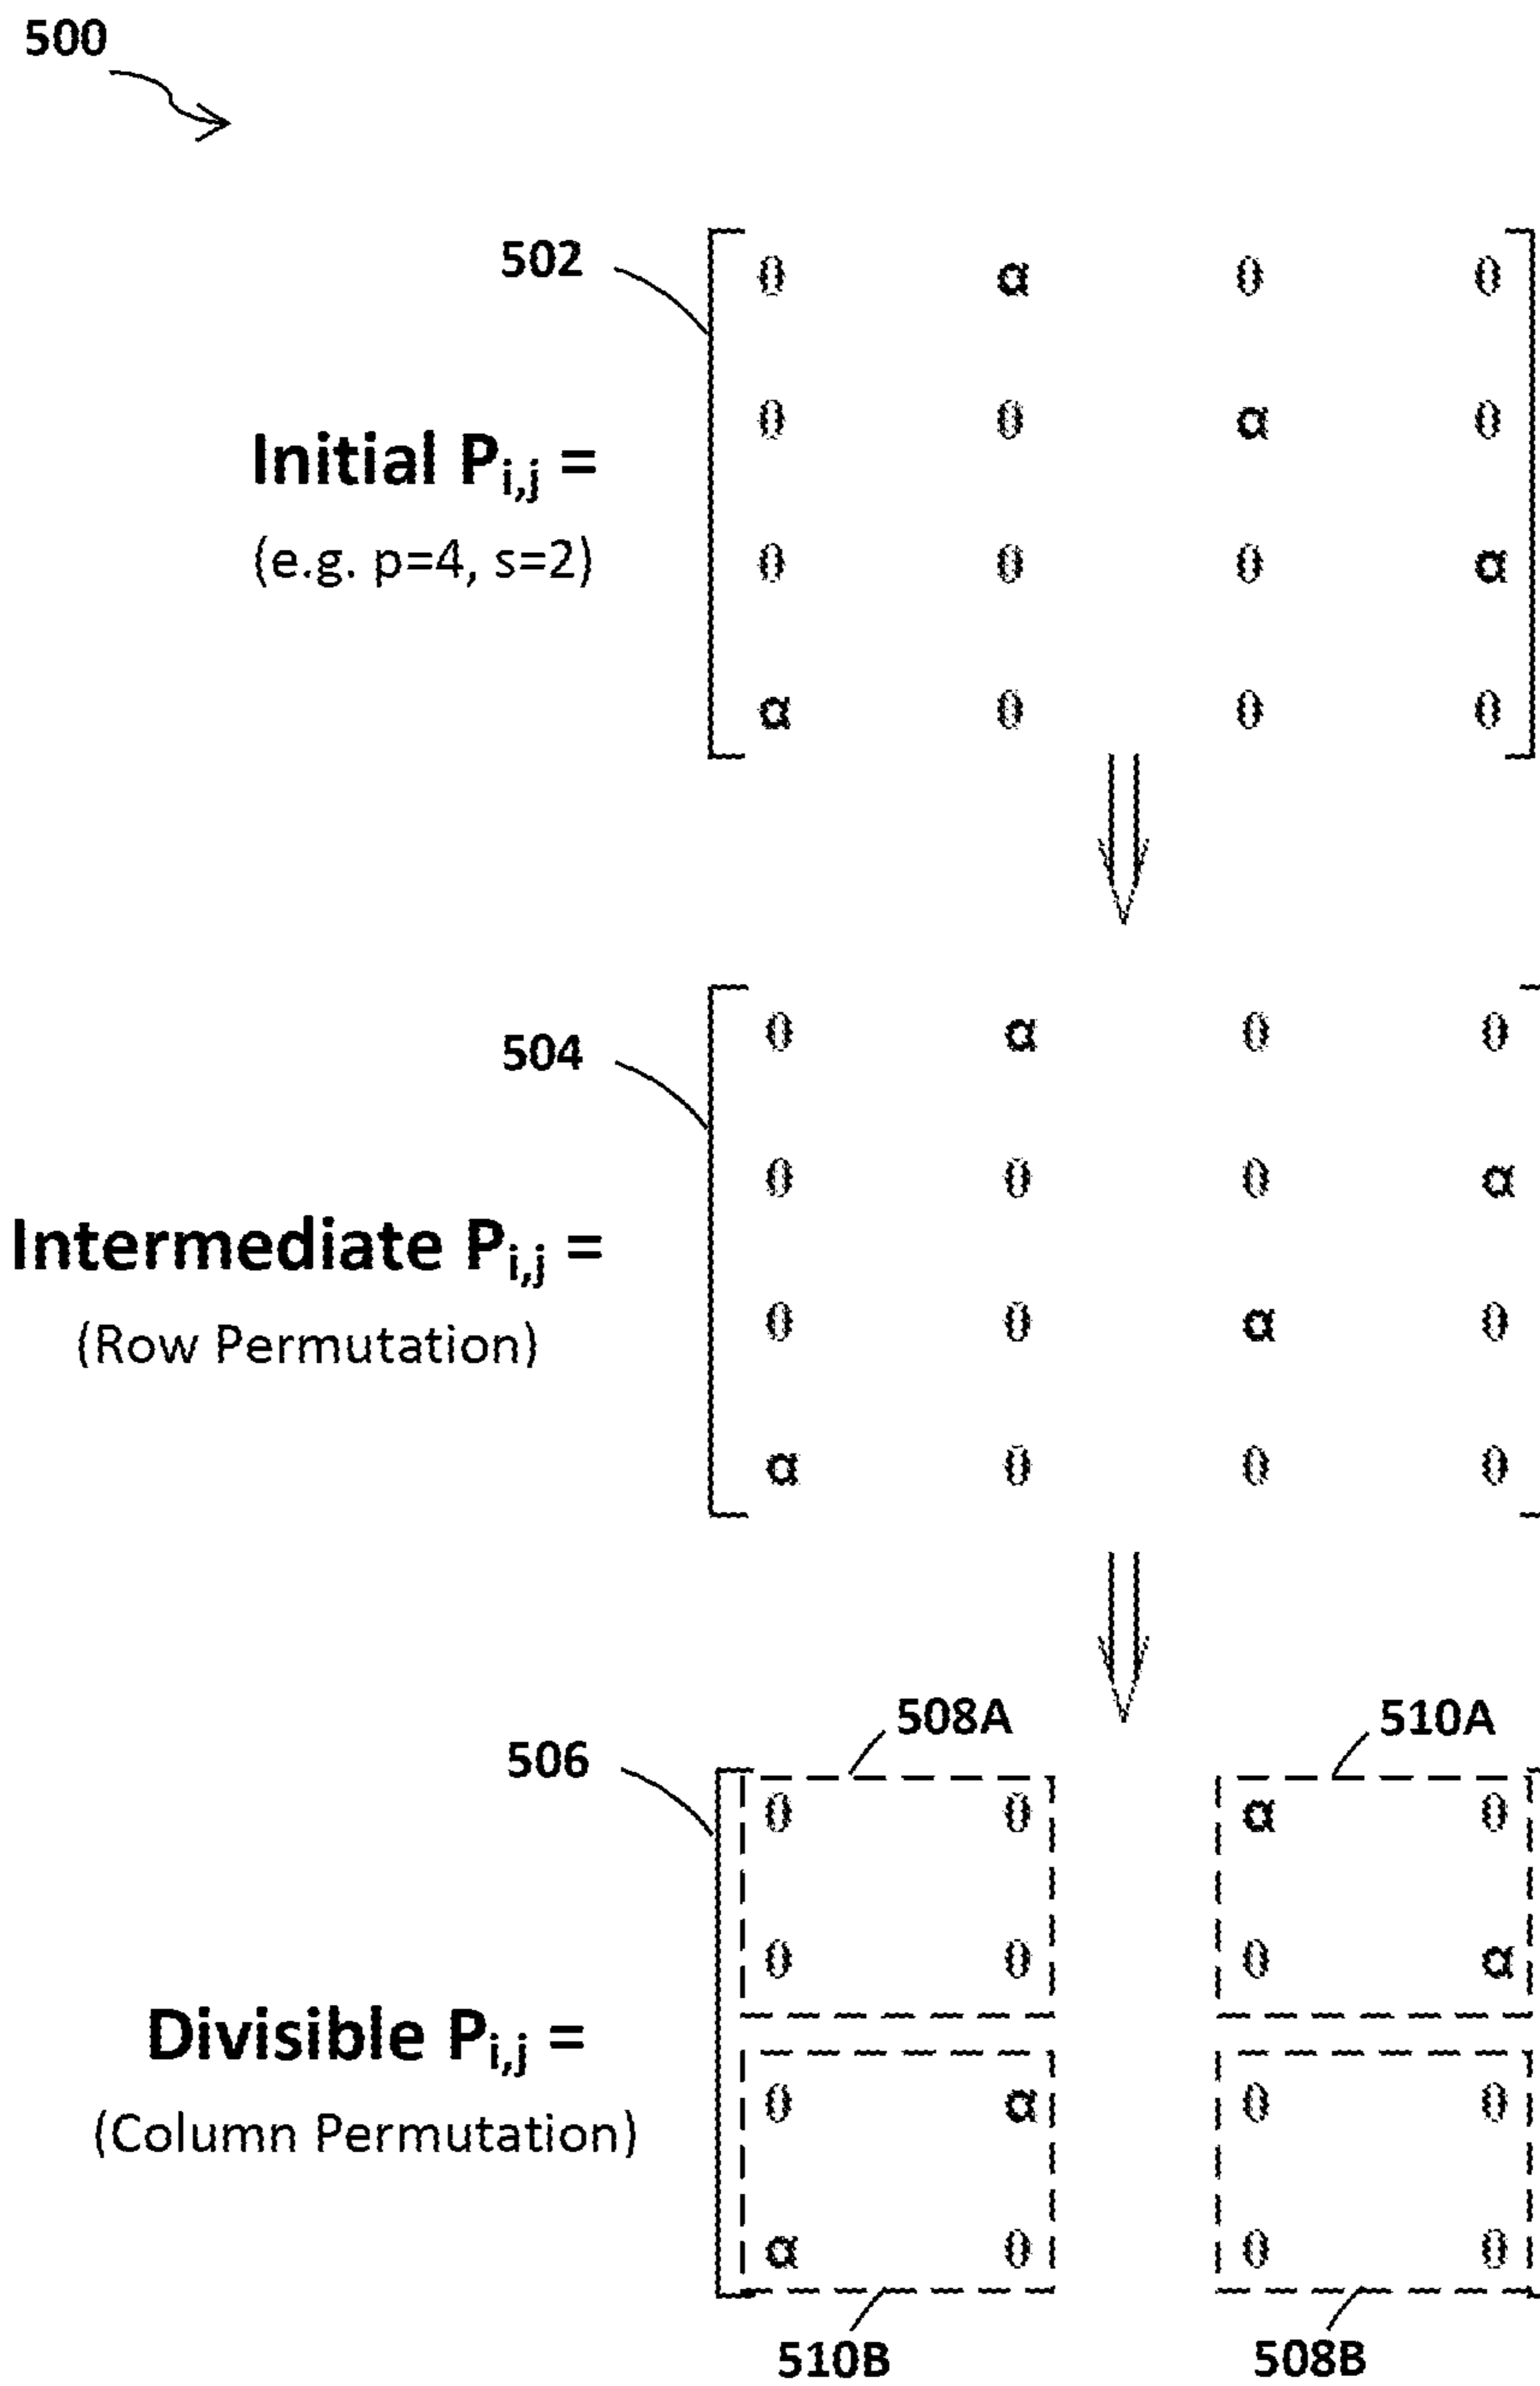 500
502
0 α 0 0
0 0 α 0
Initial Pi,j =
(e.g. p=4, s=2)
0 0 0 α
α 0 0 0
504
0 α 0 0
0 0 0 α
Intermediate Pi,j =
(Row Permutation)
0 0 α 0
α 0 0 0
508A 510A
506
0 0 α 0
0 0 0 α
Divisible Pi,j =
(Column Permutation)
0 α 0 0
α 0 0 0
510B 508B